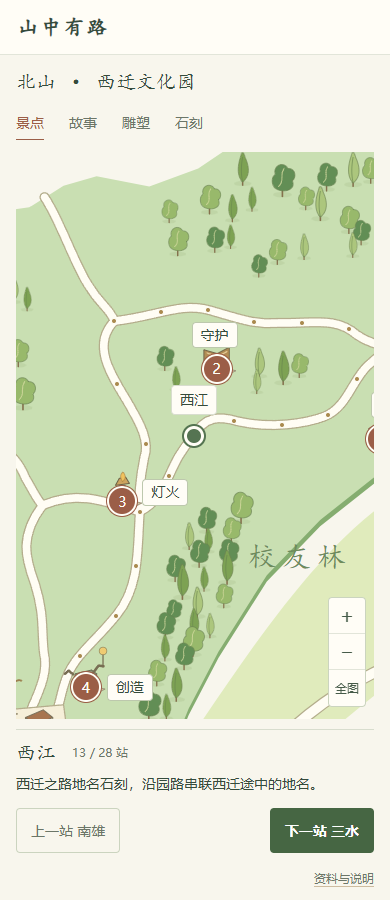 山中有路
北山 • 西迁文化园
景点 故事 雕塑 石刻
守护
2
西江
3
灯火
校友林
+
−
全图
4
创造
西江 13 / 28 站
西迁之路地名石刻，沿园路串联西迁途中的地名。
上一站 南雄
下一站 三水
资料与说明